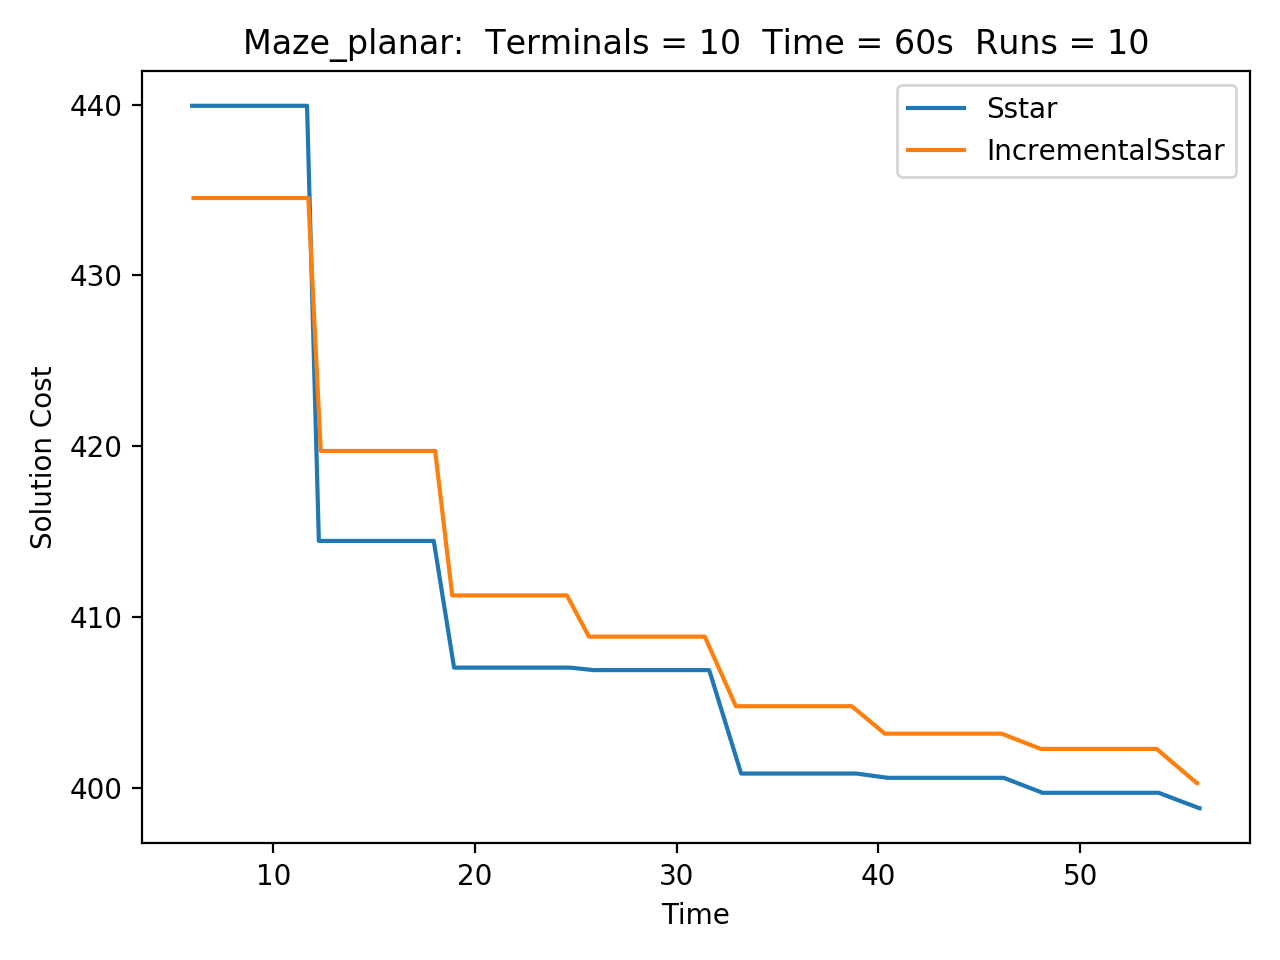 Maze_planar:  Terminals = 10  Time = 60s  Runs = 10
Sstar
IncrementalSstar
440
430
420
410
400
Solution Cost
10 20 30 40 50
Time